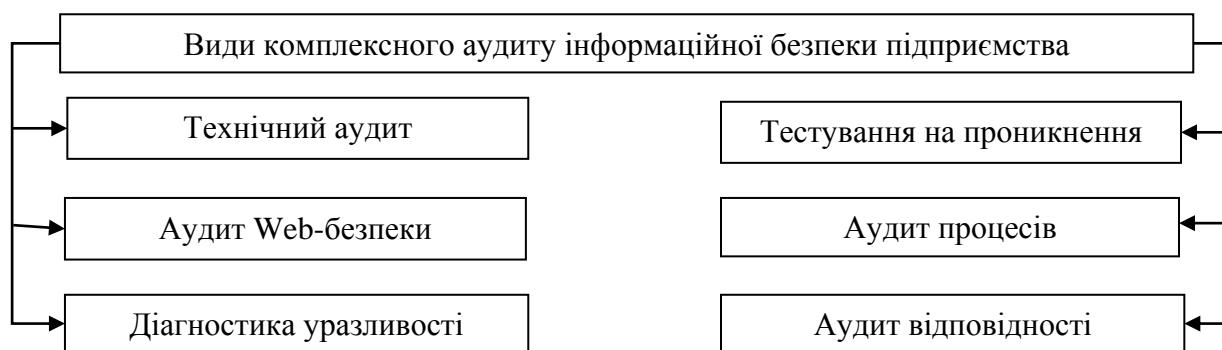 Види комплексного аудиту інформаційної безпеки підприємства
Технічний аудит
Тестування на проникнення
Аудит Web-безпеки
Аудит процесів
Діагностика уразливості
Аудит відповідності